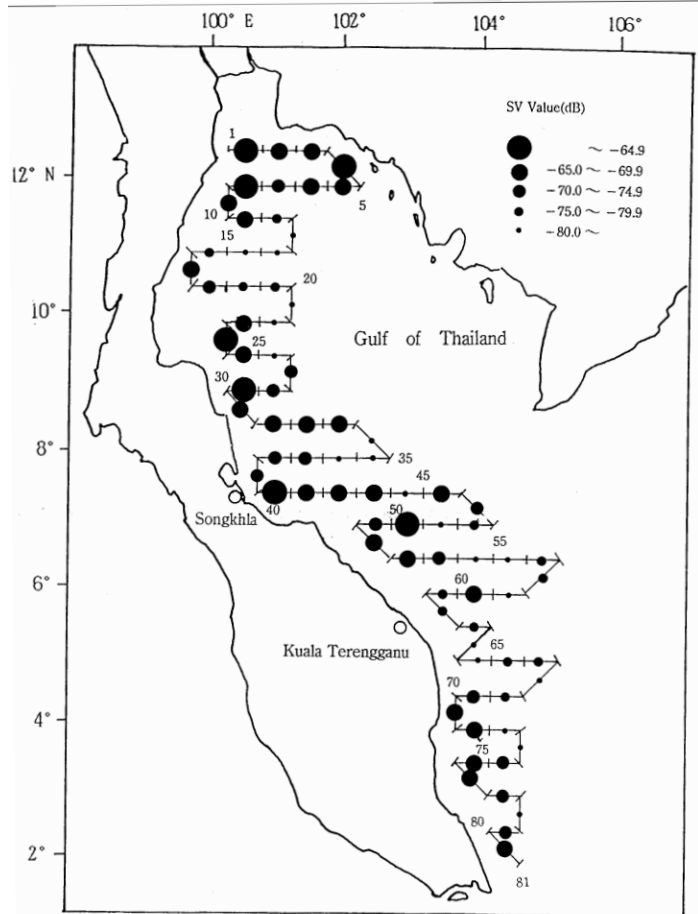 100° E 102° 104° 106°
SV Value(dB)
～ -64.9
-65.0 ～ -69.9
-70.0 ～ -74.9
-75.0 ～ -79.9
-80.0 ～
1
12° N
5
10
15
20
10°
25
Gulf of Thailand
30
8°
35
45
40
50
Songkhla
55
6°
60
65
Kuala Terengganu
70
4°
75
80
2°
81